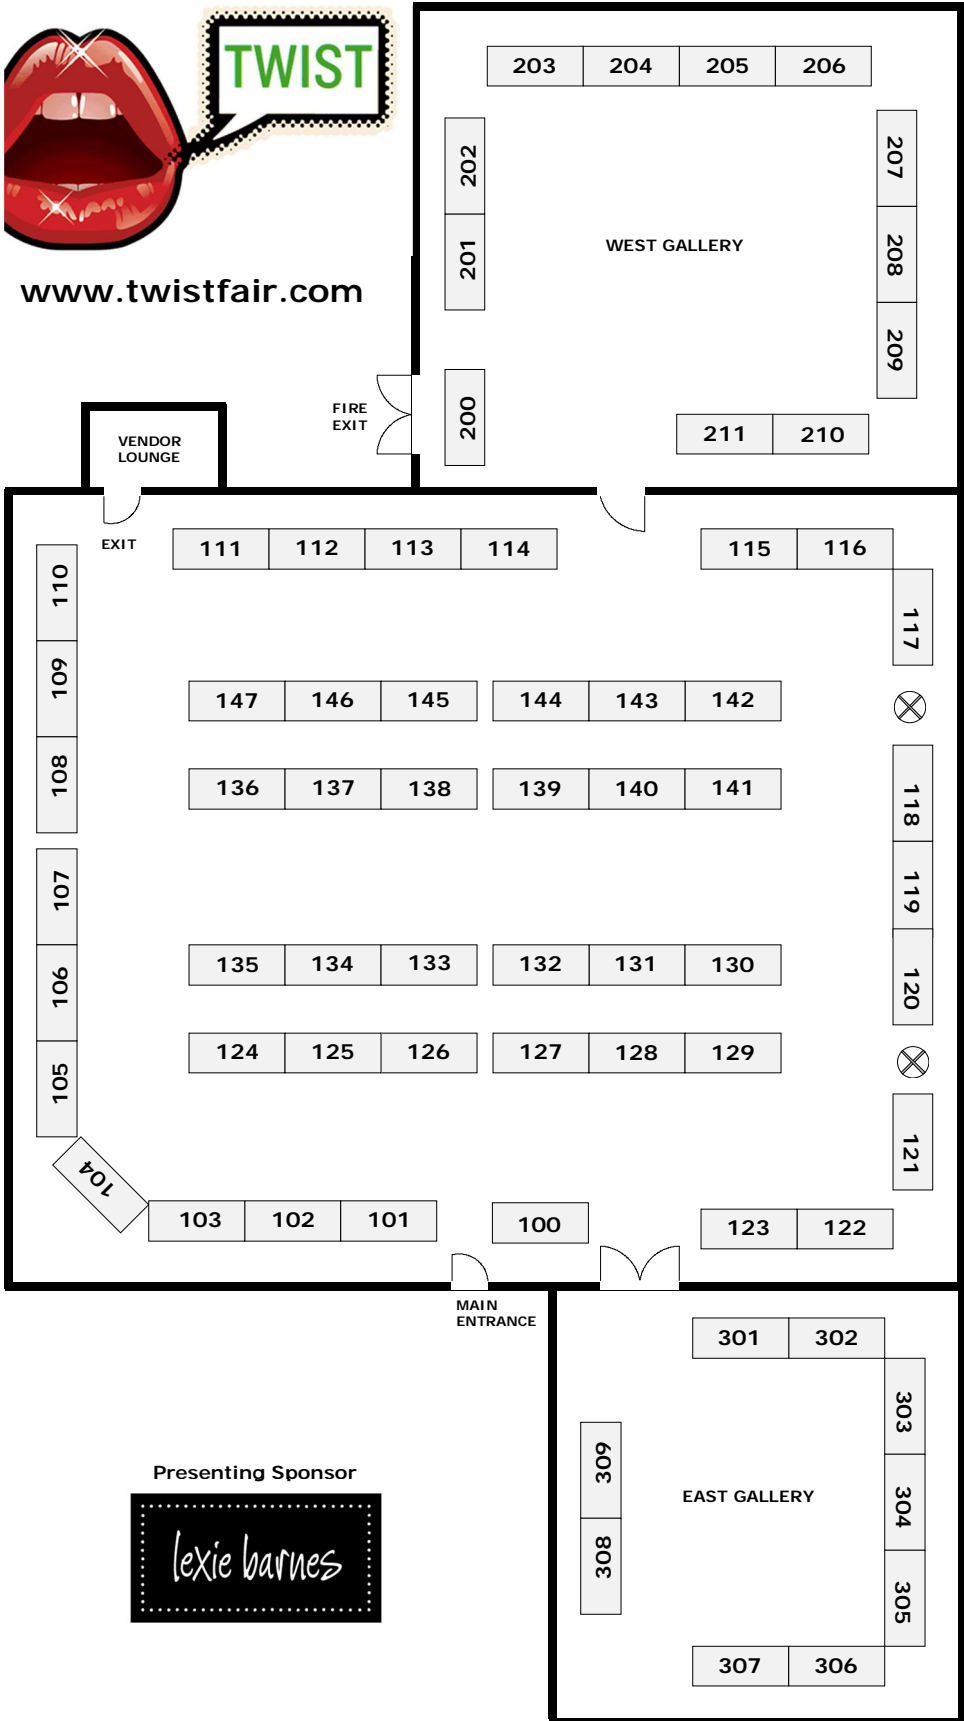 TWIST
www.twistfair.com
203 204 205 206
202
201
200
207
208
209
WEST GALLERY
211 210
FIRE
EXIT
VENDOR
LOUNGE
EXIT
111 112 113 114
115 116
110
109
108
107
106
105
104
117
118
119
120
121
147 146 145 144 143 142
136 137 138 139 140 141
135 134 133 132 131 130
124 125 126 127 128 129
103 102 101 100
123 122
MAIN
ENTRANCE
301 302
303
304
305
309
308
EAST GALLERY
307 306
Presenting Sponsor
lexie barnes